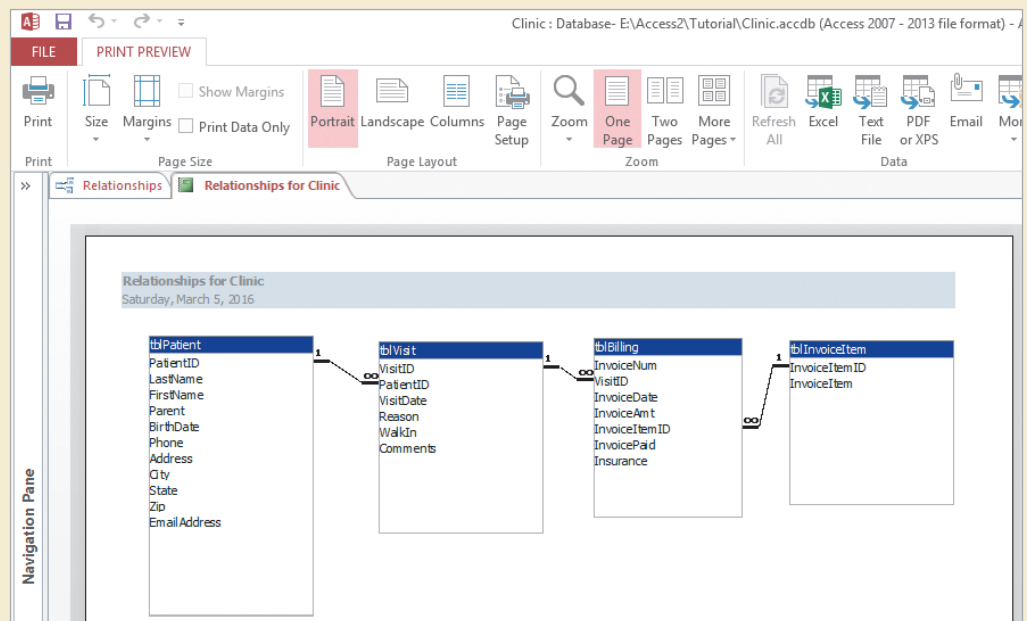 Clinic : Database- E:\Access2\Tutorial\Clinic.accdb (Access 2007 - 2013 file format) - A
FILE PRINT PREVIEW
Print Size Margins Show Margins Print Data Only Portrait Landscape Columns Page Setup Zoom One Page Two Pages More Pages Refresh All Excel Text File PDF or XPS Email Mor
Print Page Size Page Layout Zoom Data
» Relationships Relationships for Clinic
Relationships for Clinic
Saturday, March 5, 2016
tblPatient
PatientID
LastName
FirstName
Parent
BirthDate
Phone
Address
City
State
Zip
EmailAddress
1
∞
tblVisit
VisitID
PatientID
VisitDate
Reason
WalkIn
Comments
1
∞
tblBilling
InvoiceNum
VisitID
InvoiceDate
InvoiceAmt
InvoiceItemID
InvoicePaid
Insurance
∞
1
tblInvoiceItem
InvoiceItemID
InvoiceItem
Navigation Pane